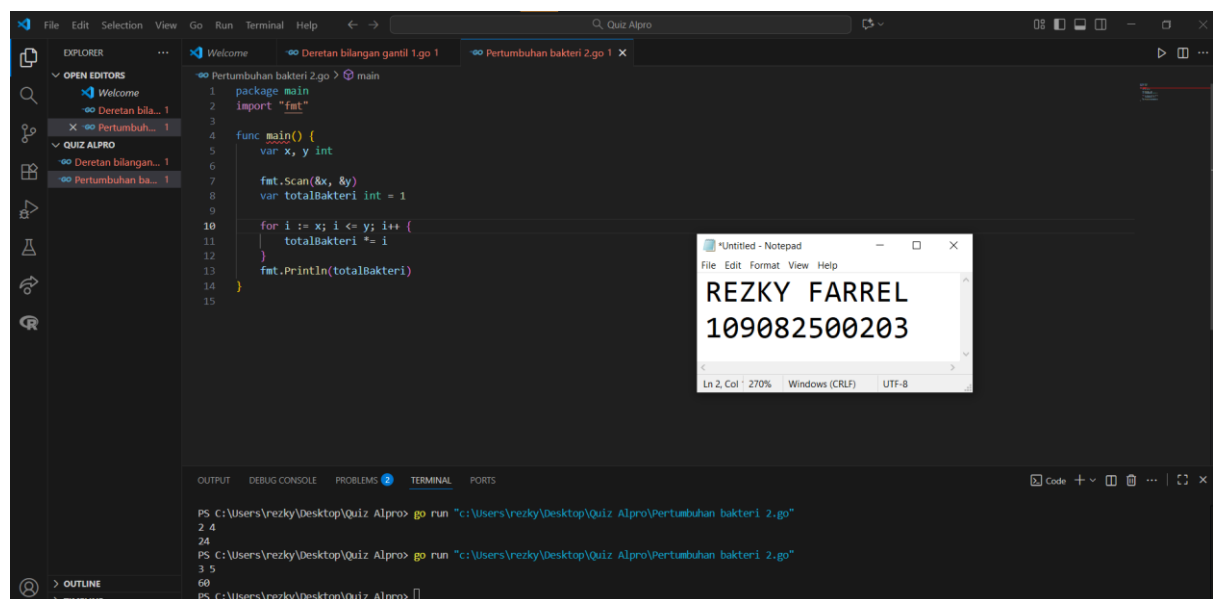 File Edit Selection View Go Run Terminal Help
Quiz Alpro
EXPLORER
OPEN EDITORS
Welcome
Deretan bila... 1
Pertumbuh... 1
QUIZ ALPRO
Deretan bilangan... 1
Pertumbuhan ba... 1
OUTLINE
Welcome
Deretan bilangan gantil 1.go 1
Pertumbuhan bakteri 2.go 1
Pertumbuhan bakteri 2.go > main
1 package main
2 import "fmt"
3
4 func main() {
5 var x, y int
6
7 fmt.Scan(&x, &y)
8 var totalBakteri int = 1
9
10 for i := x; i <= y; i++ {
11 totalBakteri *= i
12 }
13 fmt.Println(totalBakteri)
14 }
15
*Untitled - Notepad
File Edit Format View Help
REZKY FARREL
109082500203
Ln 2, Col 270% Windows (CRLF) UTF-8
OUTPUT DEBUG CONSOLE PROBLEMS 2 TERMINAL PORTS
Code
PS C:\Users\rezky\Desktop\Quiz Alpro> go run "c:\Users\rezky\Desktop\Quiz Alpro\Pertumbuhan bakteri 2.go"
2 4
24
PS C:\Users\rezky\Desktop\Quiz Alpro> go run "c:\Users\rezky\Desktop\Quiz Alpro\Pertumbuhan bakteri 2.go"
3 5
60
PS C:\Users\rezky\Desktop\Quiz Alpro>